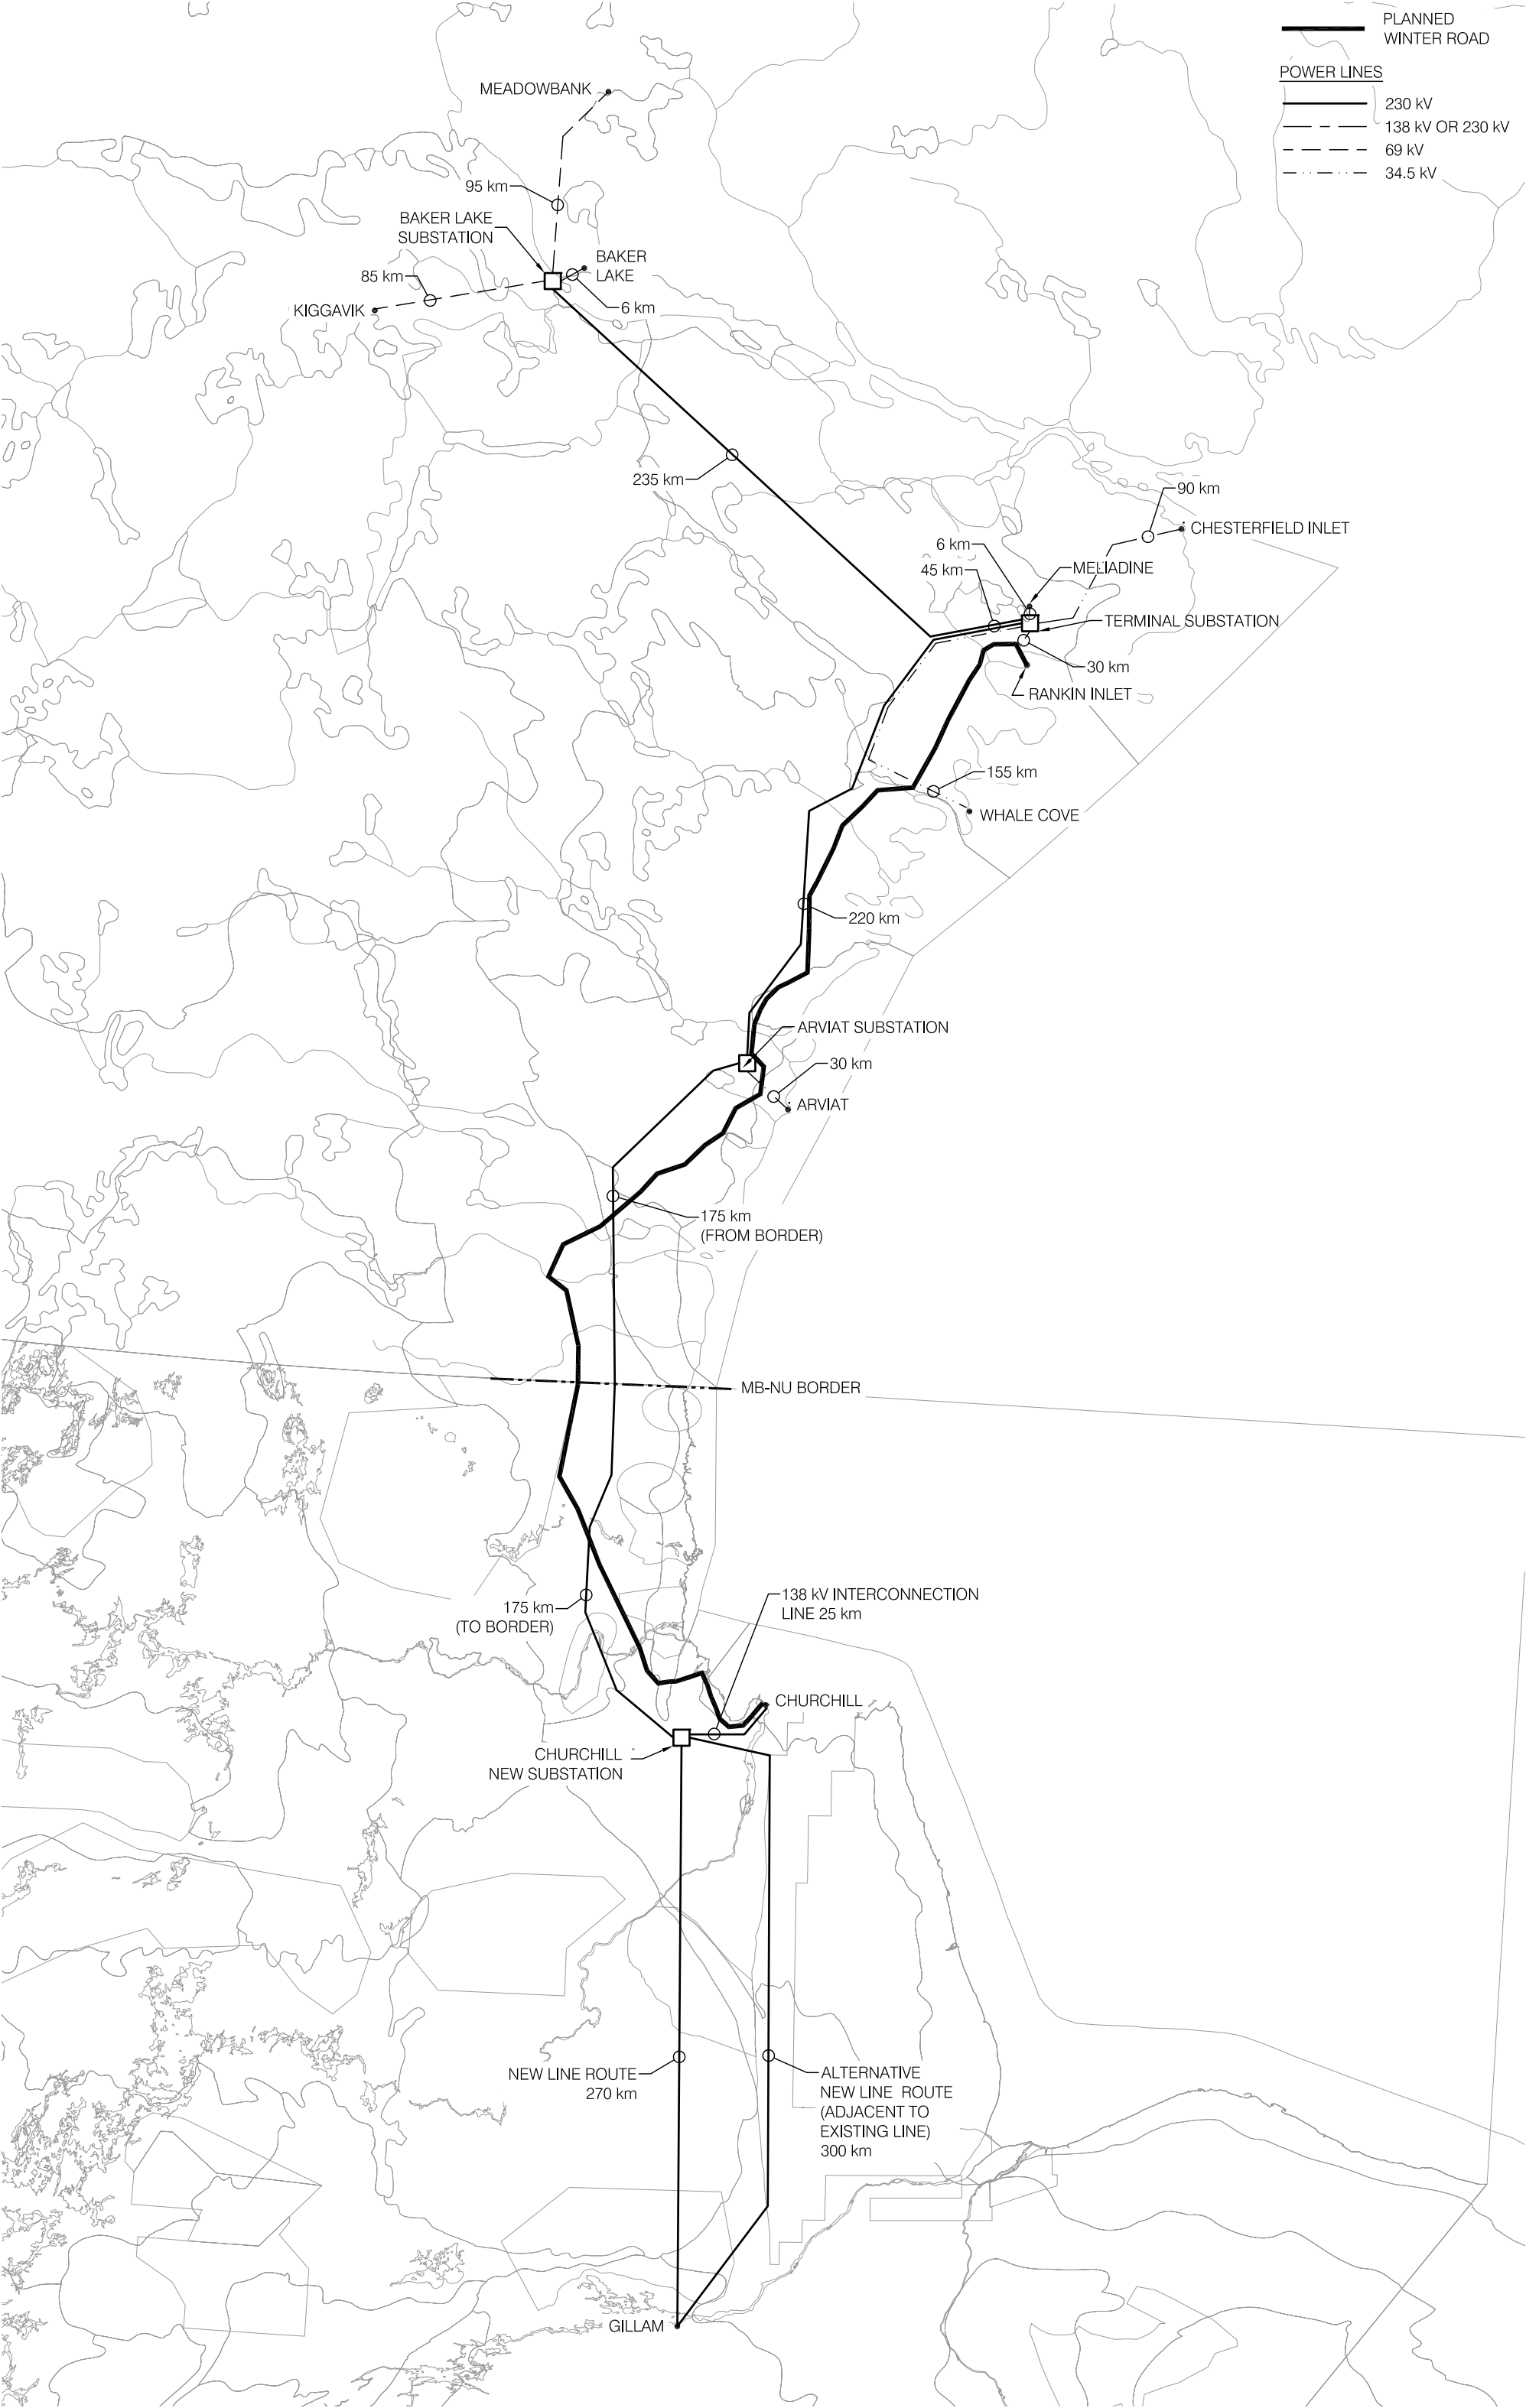 PLANNED
WINTER ROAD
POWER LINES
230 kV
138 kV OR 230 kV
69 kV
34.5 kV
MEADOWBANK
95 km
BAKER LAKE
SUBSTATION
BAKER
LAKE
85 km
6 km
KIGGAVIK
235 km
90 km
CHESTERFIELD INLET
6 km
45 km
MELIADINE
TERMINAL SUBSTATION
30 km
RANKIN INLET
155 km
WHALE COVE
220 km
ARVIAT SUBSTATION
30 km
ARVIAT
175 km
(FROM BORDER)
MB-NU BORDER
138 kV INTERCONNECTION
LINE 25 km
175 km
(TO BORDER)
CHURCHILL
CHURCHILL
NEW SUBSTATION
NEW LINE ROUTE
270 km
ALTERNATIVE
NEW LINE ROUTE
(ADJACENT TO
EXISTING LINE)
300 km
GILLAM